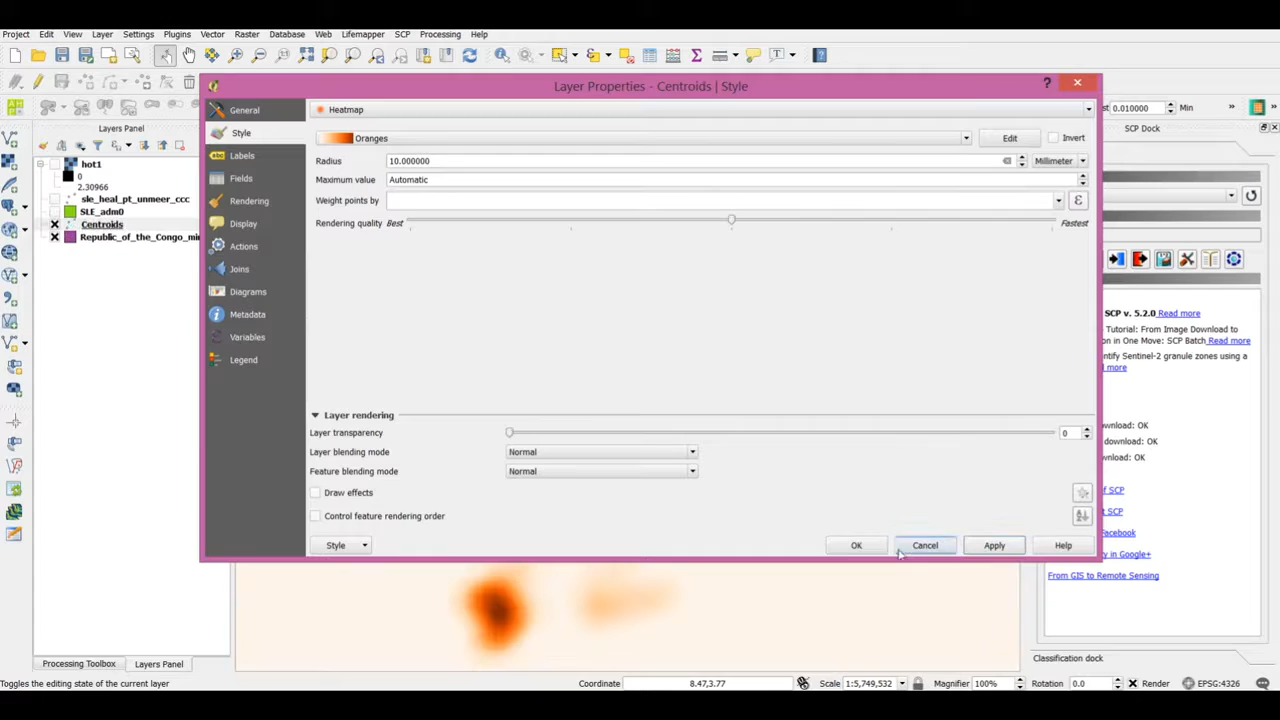 Project Edit View Layer Settings Plugins Vector Raster Database Web Lifemapper SCP Processing Help
Layer Properties - Centroids | Style
0.010000 Min
Layers Panel
SCP Dock
General
Heatmap
Style
Oranges
Edit
Invert
Labels
Radius 10.000000 Millimeter
hot1
0
2.30966
Fields
Maximum value Automatic
sle_heal_pt_unmeer_ccc
Rendering
Weight points by
SLE_adm0
Centroids
Display
Rendering quality Best Fastest
Republic_of_the_Congo_mi
Actions
Joins
Diagrams
Metadata
SCP v. 5.2.0 Read more
Tutorial: From Image Download to
on in One Move: SCP Batch Read more
Variables
ntify Sentinel-2 granule zones using a
more
Legend
Layer rendering
Layer transparency 0
ownload: OK
download: OK
Layer blending mode Normal
ownload: OK
Feature blending mode Normal
of SCP
Draw effects
Control feature rendering order
t SCP
Facebook
Style OK Cancel Apply Help
y in Google+
From GIS to Remote Sensing
Processing Toolbox Layers Panel
Classification dock
Toggles the editing state of the current layer
Coordinate 8.47,3.77 Scale 1:5,749,532 Magnifier 100% Rotation 0.0 Render EPSG:4326